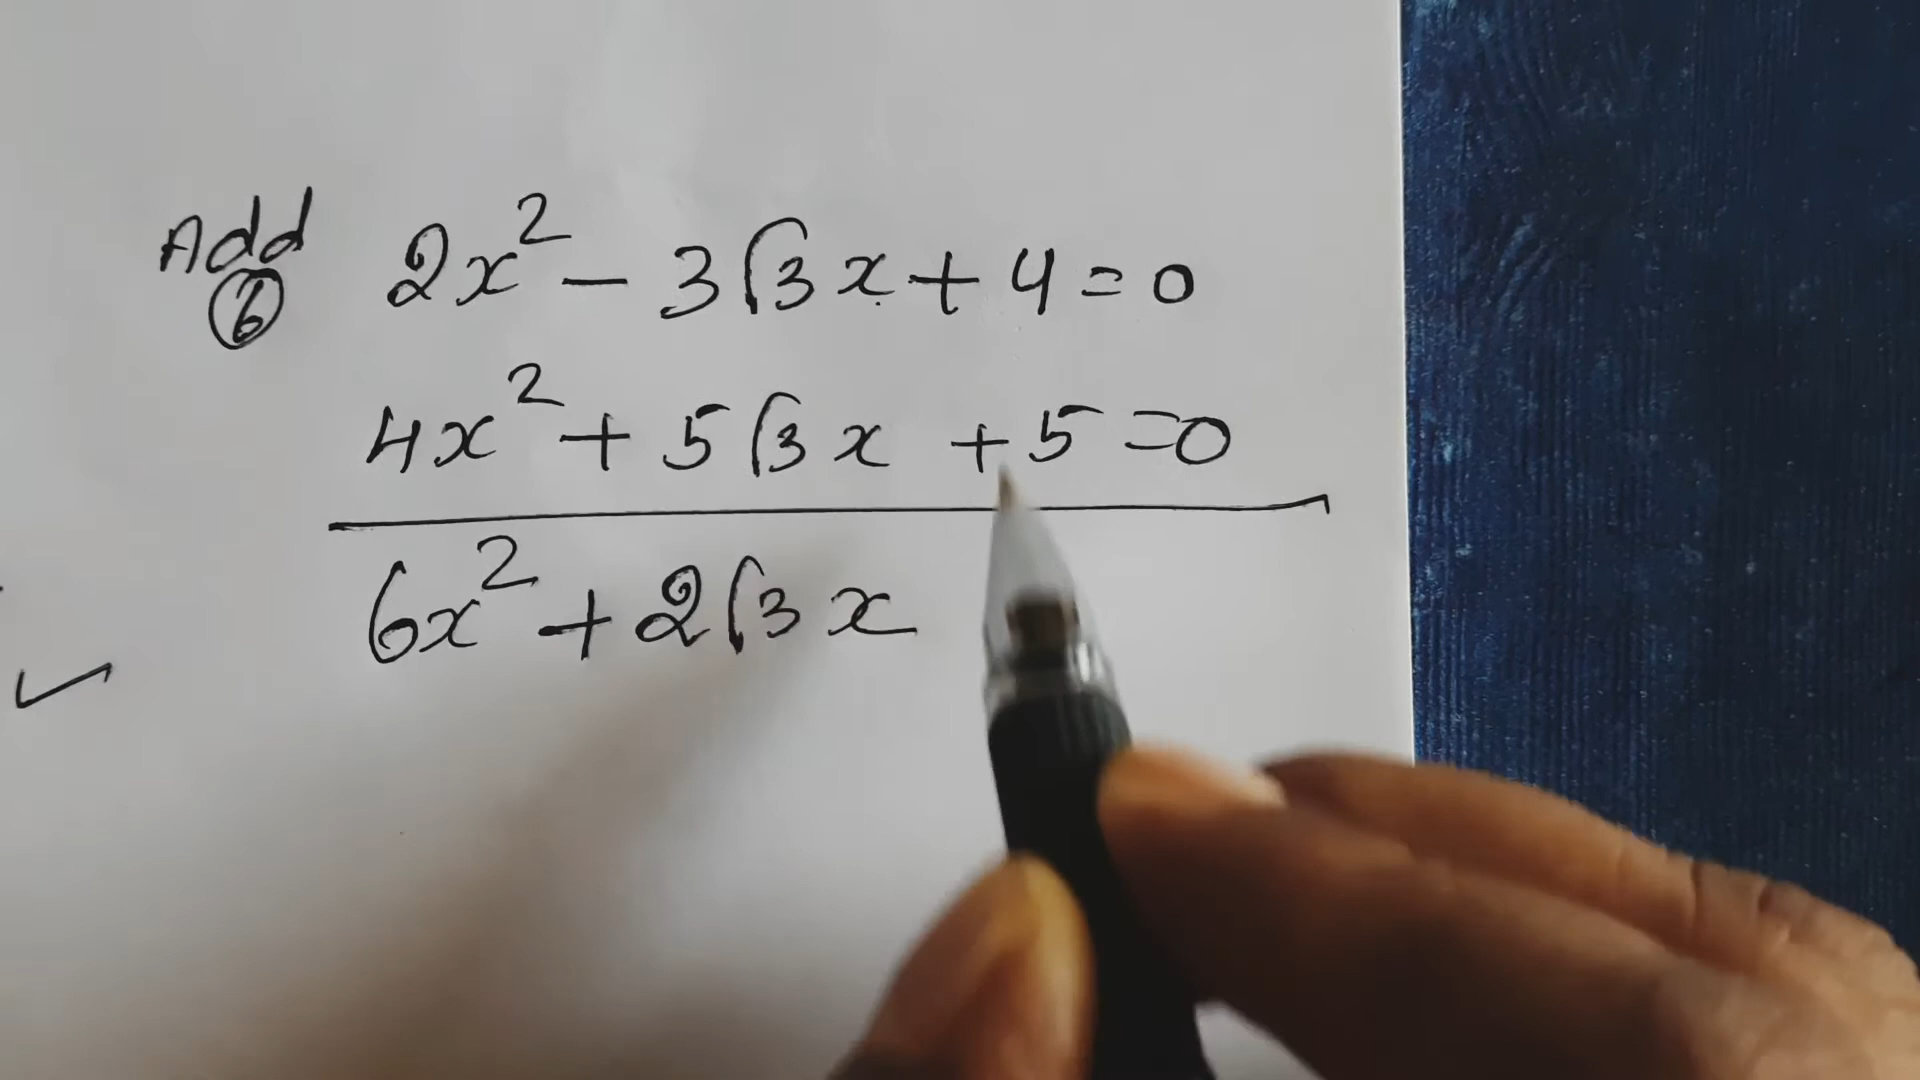 Add
⑥ 2x² - 3√3x + 4 = 0
4x² + 5√3x + 5 = 0
6x² + 2√3x